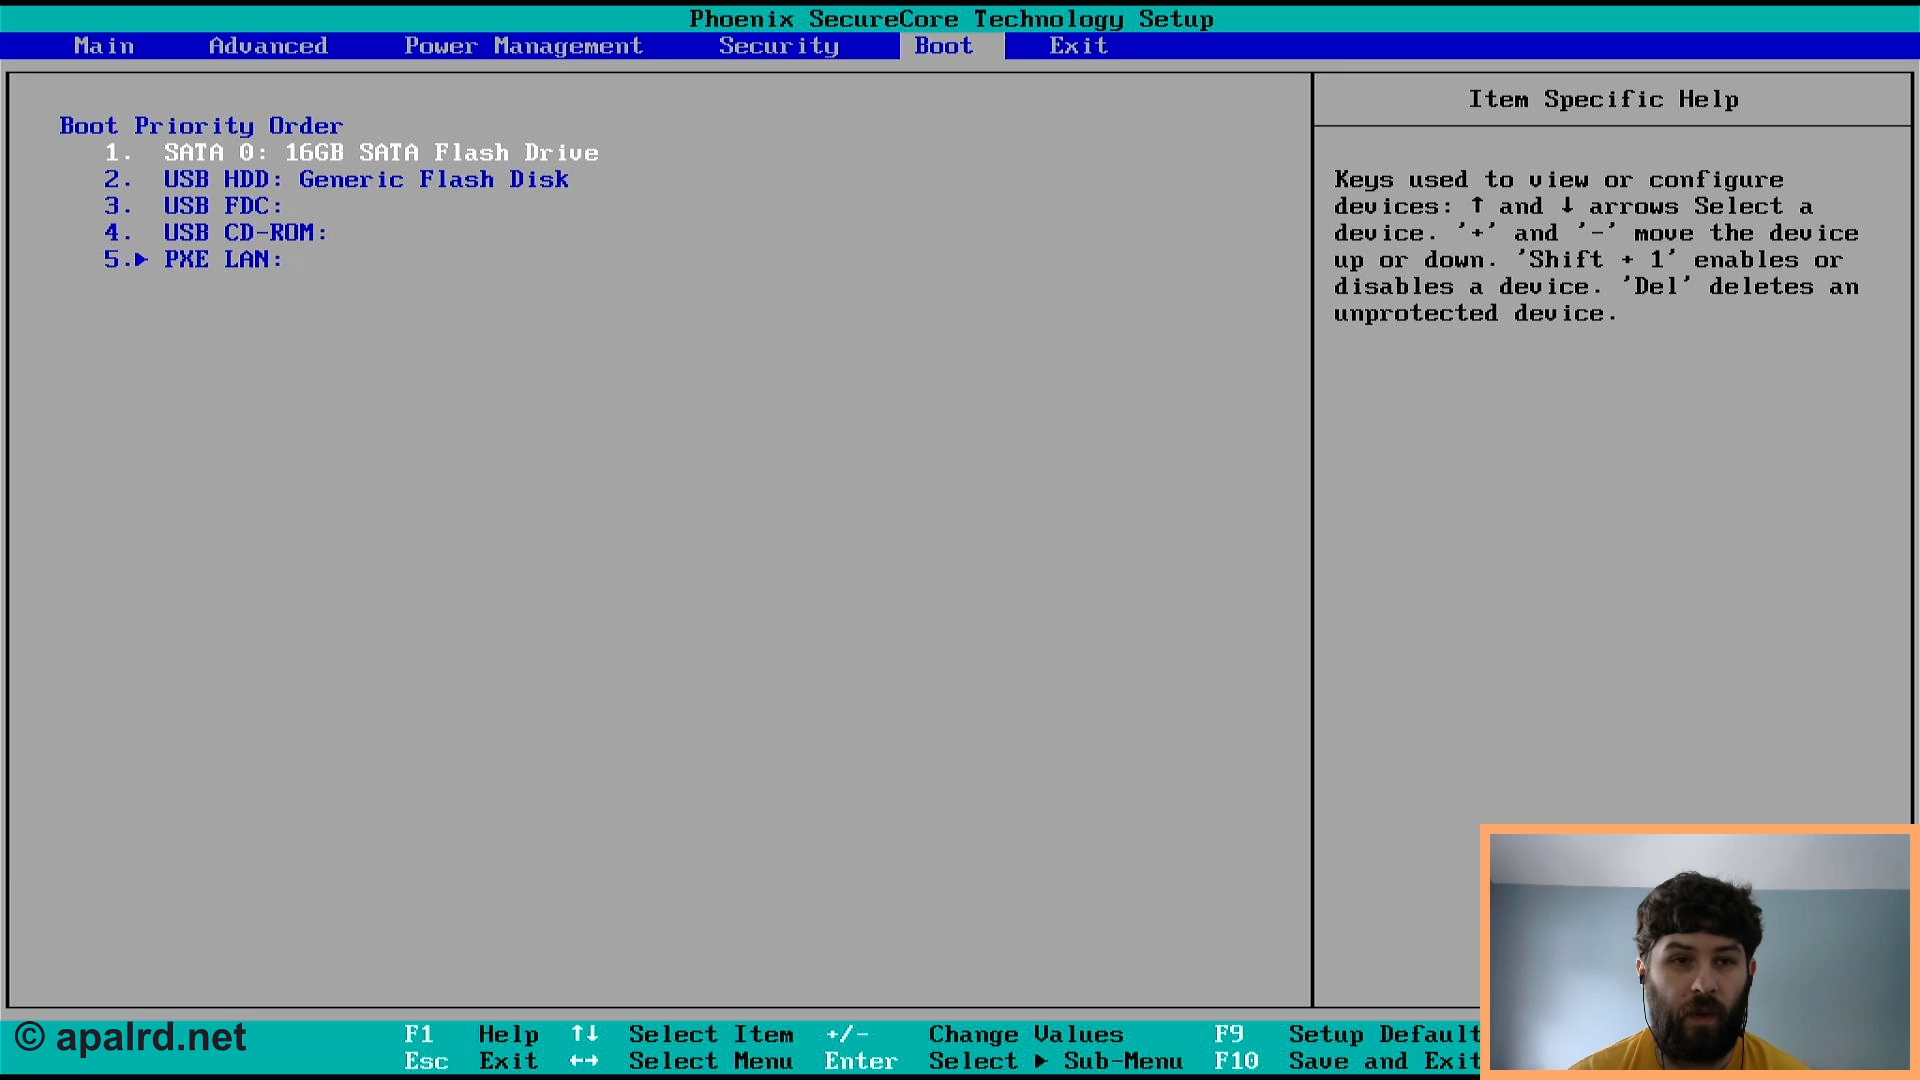 Phoenix SecureCore Technology Setup
Main Advanced Power Management Security Boot Exit
Boot Priority Order
1. SATA 0: 16GB SATA Flash Drive
2. USB HDD: Generic Flash Disk
3. USB FDC:
4. USB CD-ROM:
5.▶ PXE LAN:
Item Specific Help
Keys used to view or configure
devices: ↑ and ↓ arrows Select a
device. '+' and '-' move the device
up or down. 'Shift + 1' enables or
disables a device. 'Del' deletes an
unprotected device.
© apalrd.net
F1 Help ↑↓ Select Item +/- Change Values F9 Setup Default
Esc Exit ←→ Select Menu Enter Select ▶ Sub-Menu F10 Save and Exit